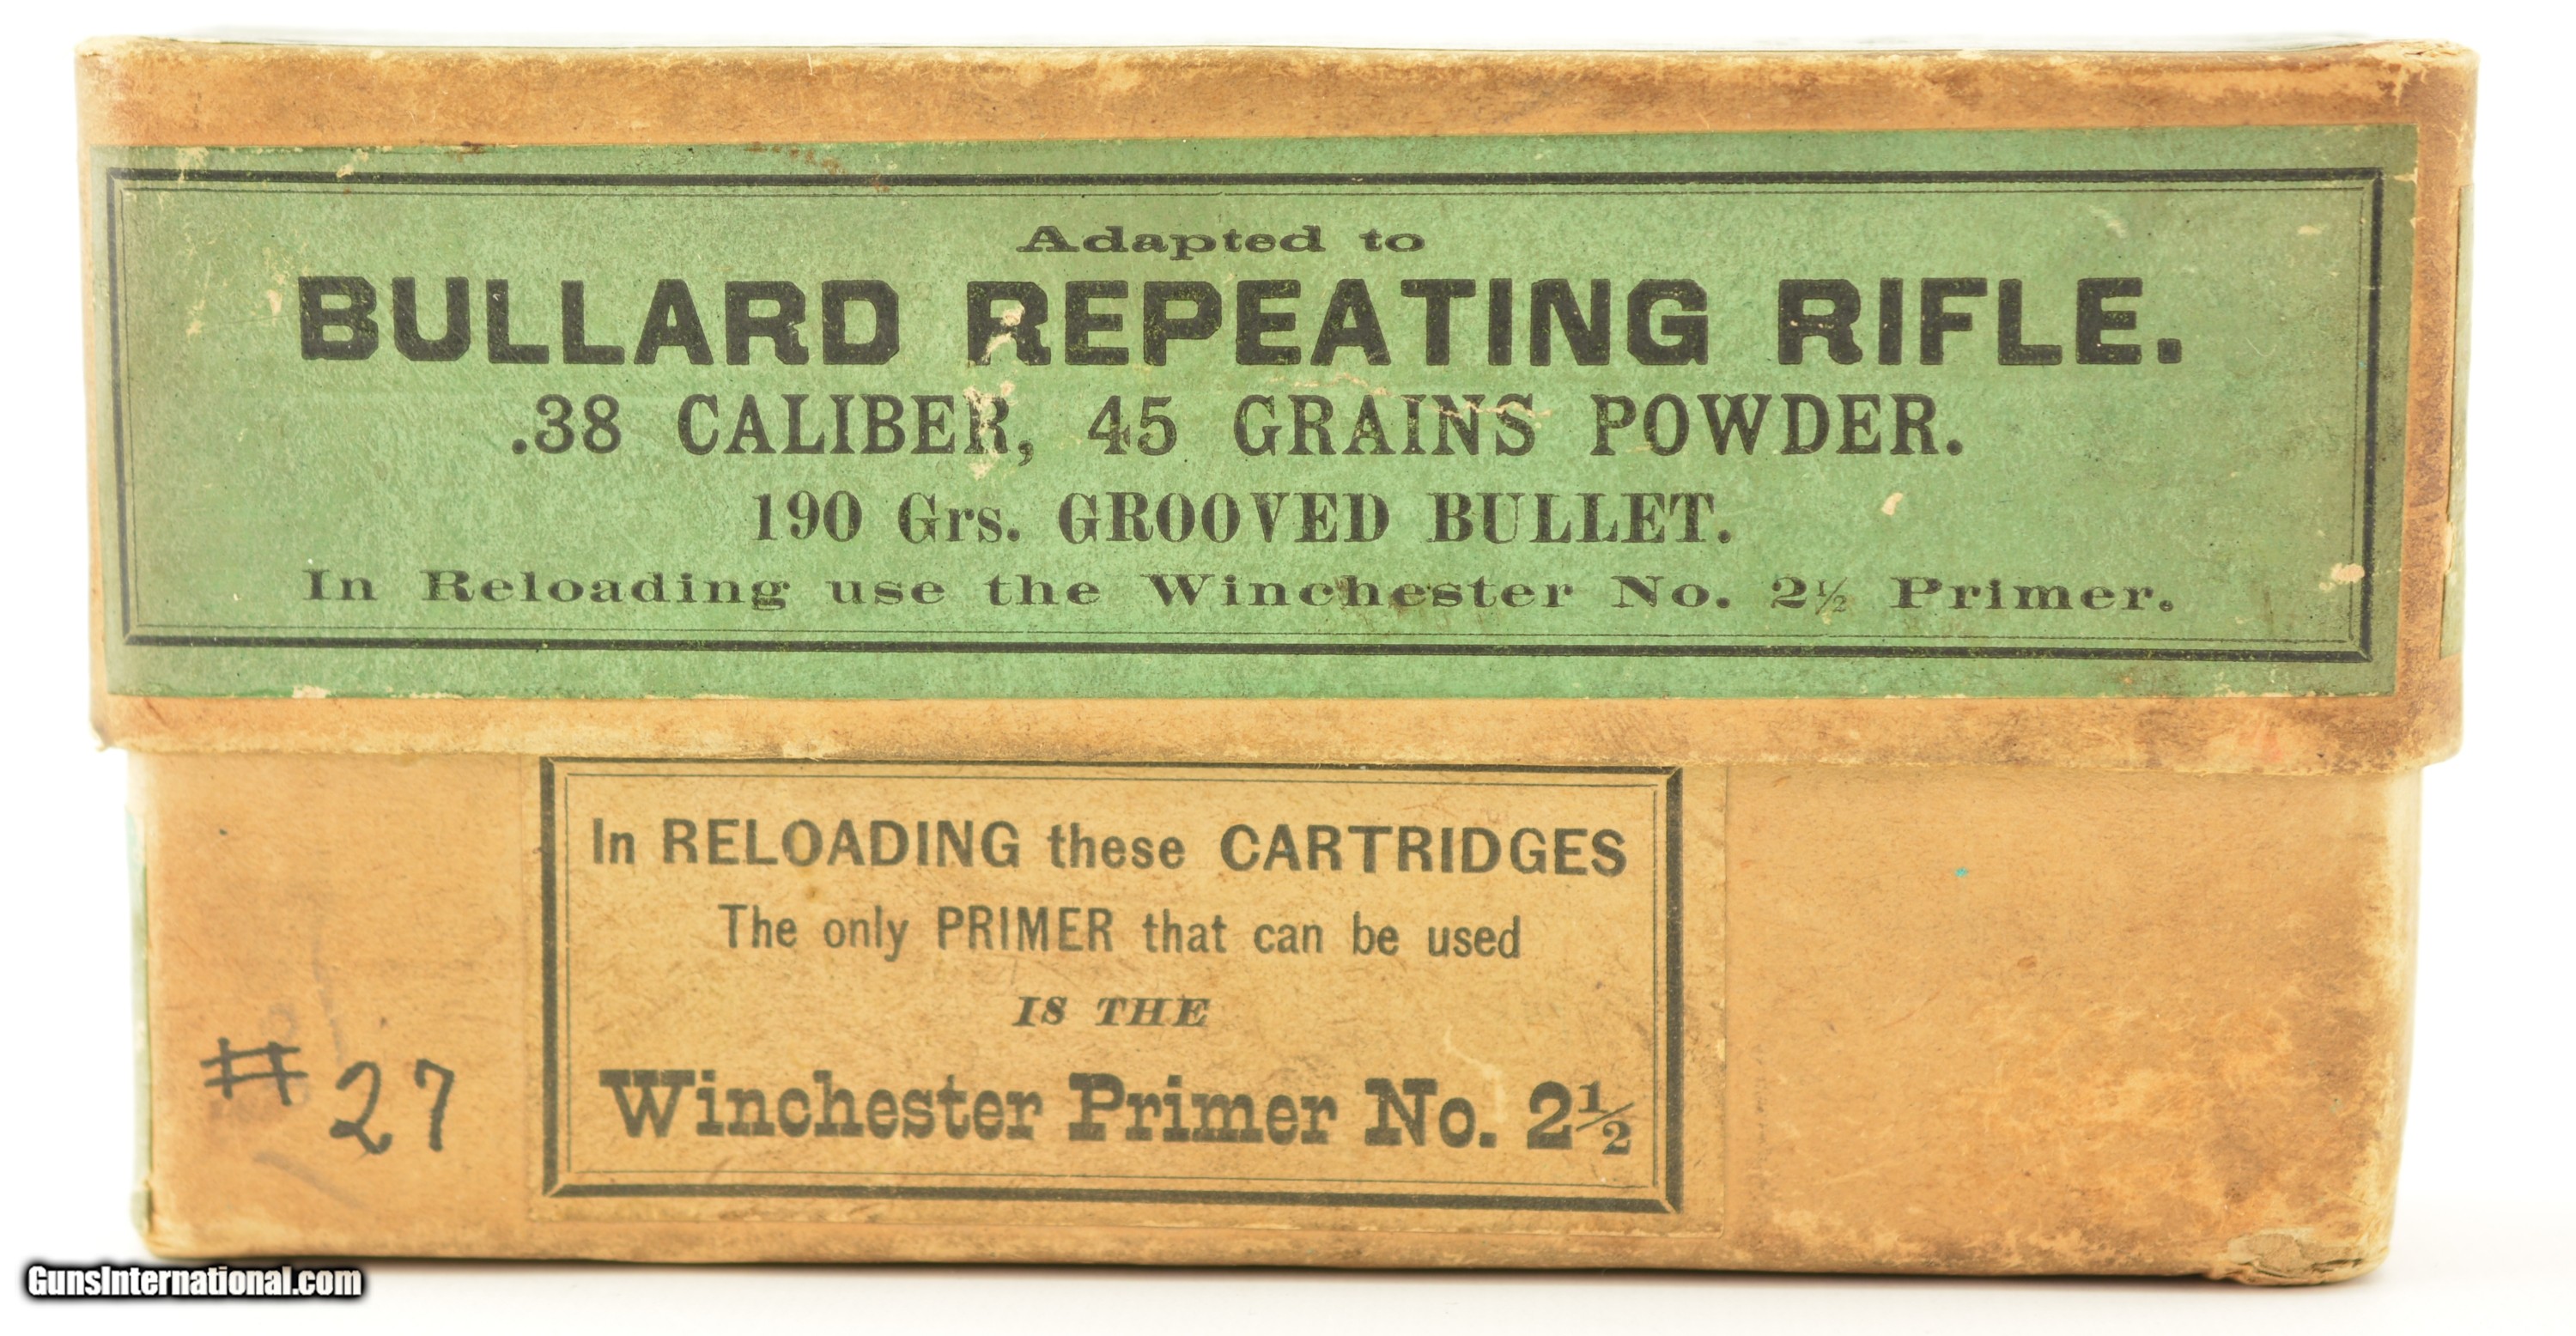 Adapted to
BULLARD REPEATING RIFLE.
.38 CALIBER, 45 GRAINS POWDER.
190 Grs. GROOVED BULLET.
In Reloading use the Winchester No. 2½ Primer.
In RELOADING these CARTRIDGES
The only PRIMER that can be used
IS THE
Winchester Primer No. 2½
# 27
GunsInternational.com